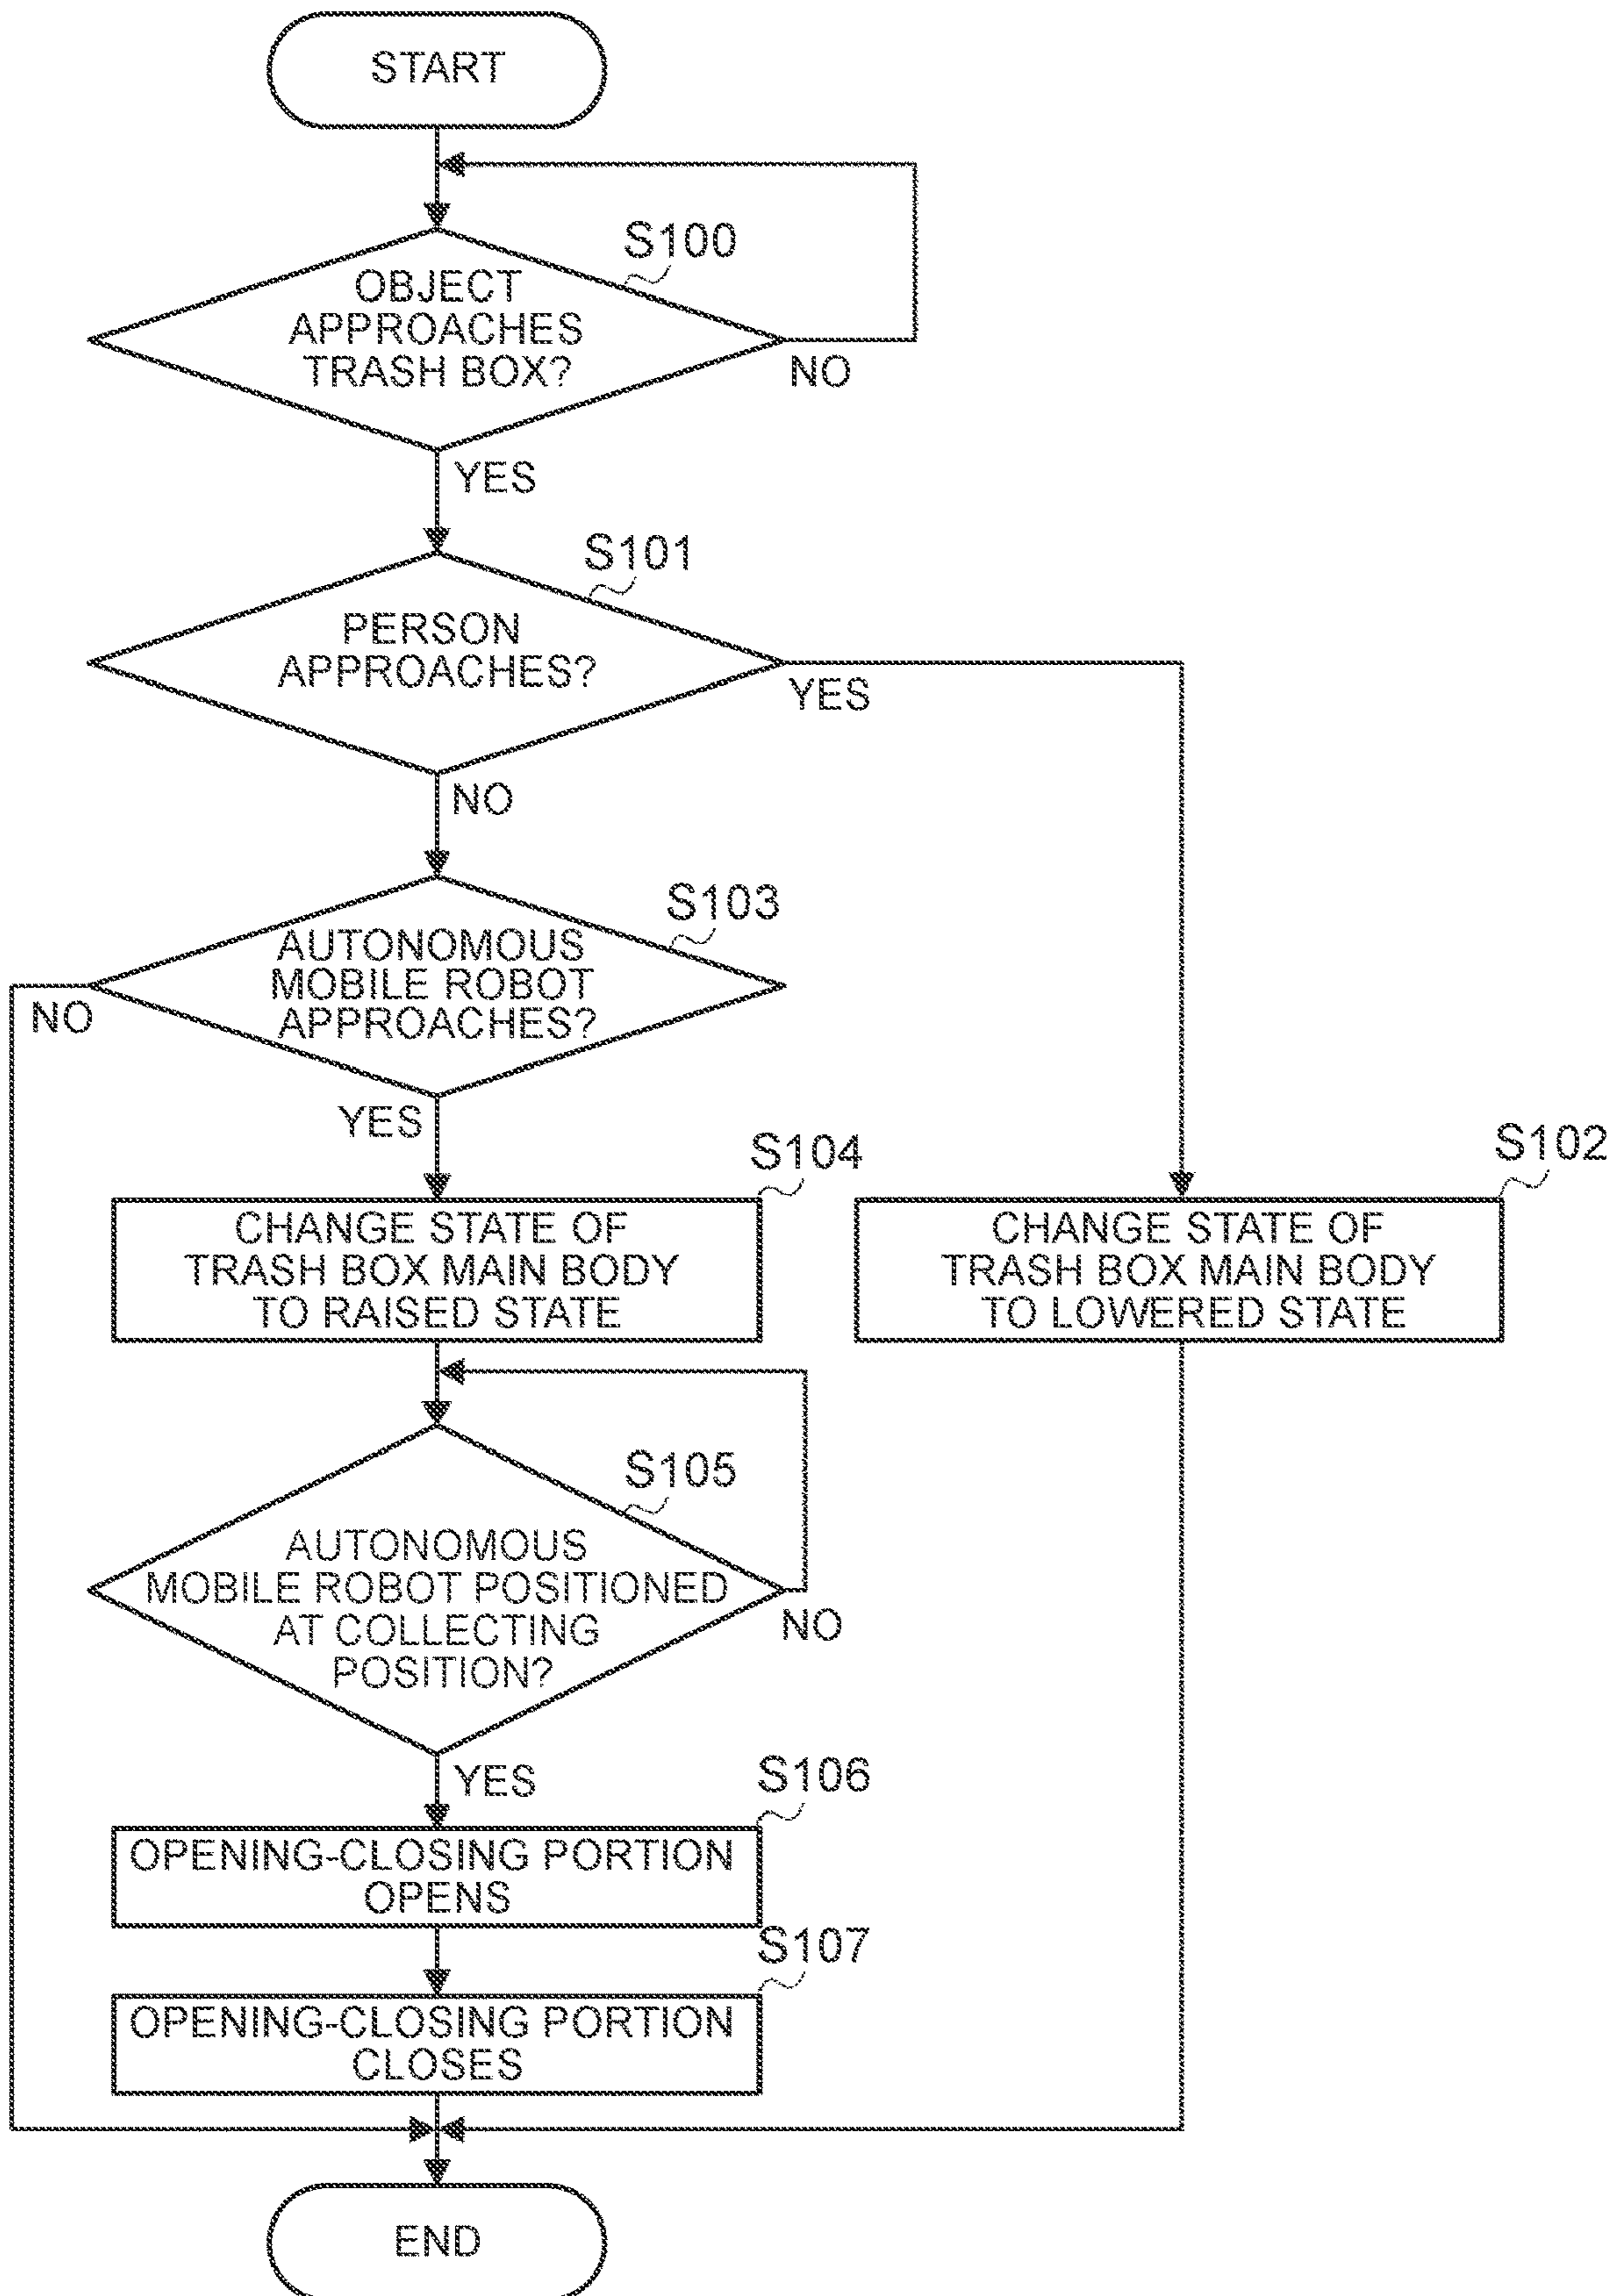 START
S100
OBJECT
APPROACHES
TRASH BOX?
NO
YES
S101
PERSON
APPROACHES?
YES
NO
S103
AUTONOMOUS
MOBILE ROBOT
APPROACHES?
NO
YES
S104
CHANGE STATE OF
TRASH BOX MAIN BODY
TO RAISED STATE
S102
CHANGE STATE OF
TRASH BOX MAIN BODY
TO LOWERED STATE
S105
AUTONOMOUS
MOBILE ROBOT POSITIONED
AT COLLECTING
POSITION?
NO
YES
S106
OPENING-CLOSING PORTION
OPENS
S107
OPENING-CLOSING PORTION
CLOSES
END